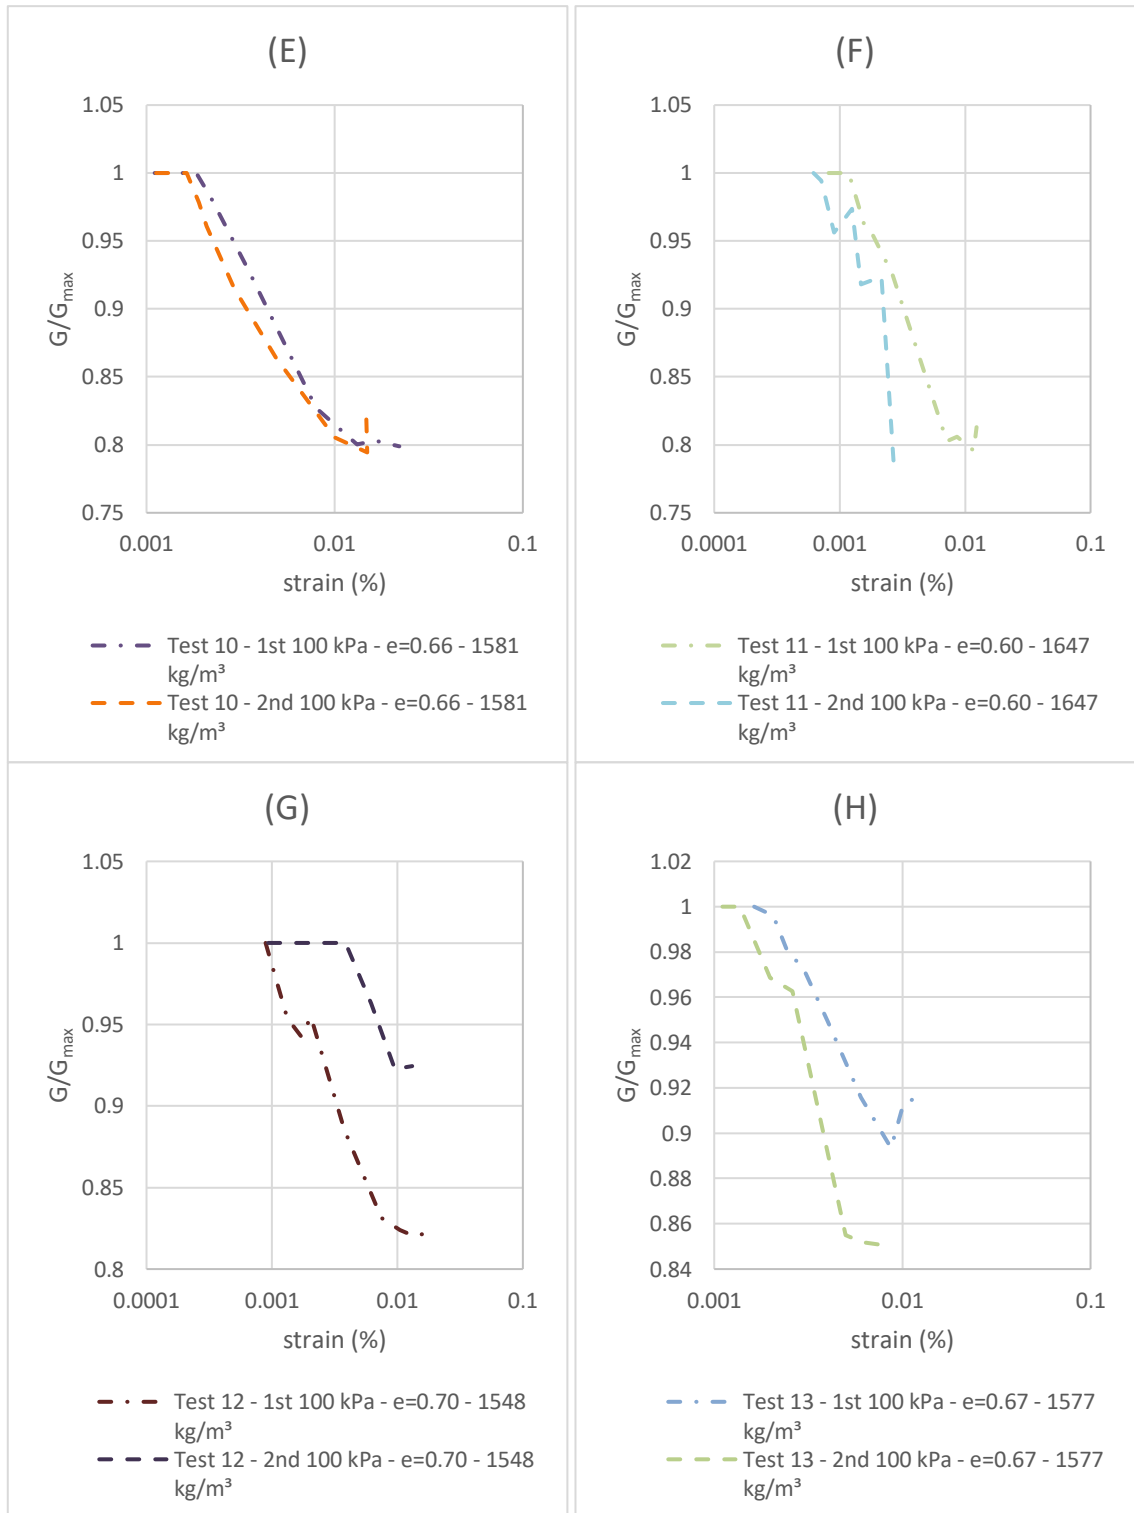 (E)
1.05
1
0.95
0.9
0.85
0.8
0.75
G/Gmax
0.001 0.01 0.1
strain (%)
Test 10 - 1st 100 kPa - e=0.66 - 1581
kg/m³
Test 10 - 2nd 100 kPa - e=0.66 - 1581
kg/m³
(F)
1.05
1
0.95
0.9
0.85
0.8
0.75
G/Gmax
0.0001 0.001 0.01 0.1
strain (%)
Test 11 - 1st 100 kPa - e=0.60 - 1647
kg/m³
Test 11 - 2nd 100 kPa - e=0.60 - 1647
kg/m³
(G)
1.05
1
0.95
0.9
0.85
0.8
G/Gmax
0.0001 0.001 0.01 0.1
strain (%)
Test 12 - 1st 100 kPa - e=0.70 - 1548
kg/m³
Test 12 - 2nd 100 kPa - e=0.70 - 1548
kg/m³
(H)
1.02
1
0.98
0.96
0.94
0.92
0.9
0.88
0.86
0.84
G/Gmax
0.001 0.01 0.1
strain (%)
Test 13 - 1st 100 kPa - e=0.67 - 1577
kg/m³
Test 13 - 2nd 100 kPa - e=0.67 - 1577
kg/m³